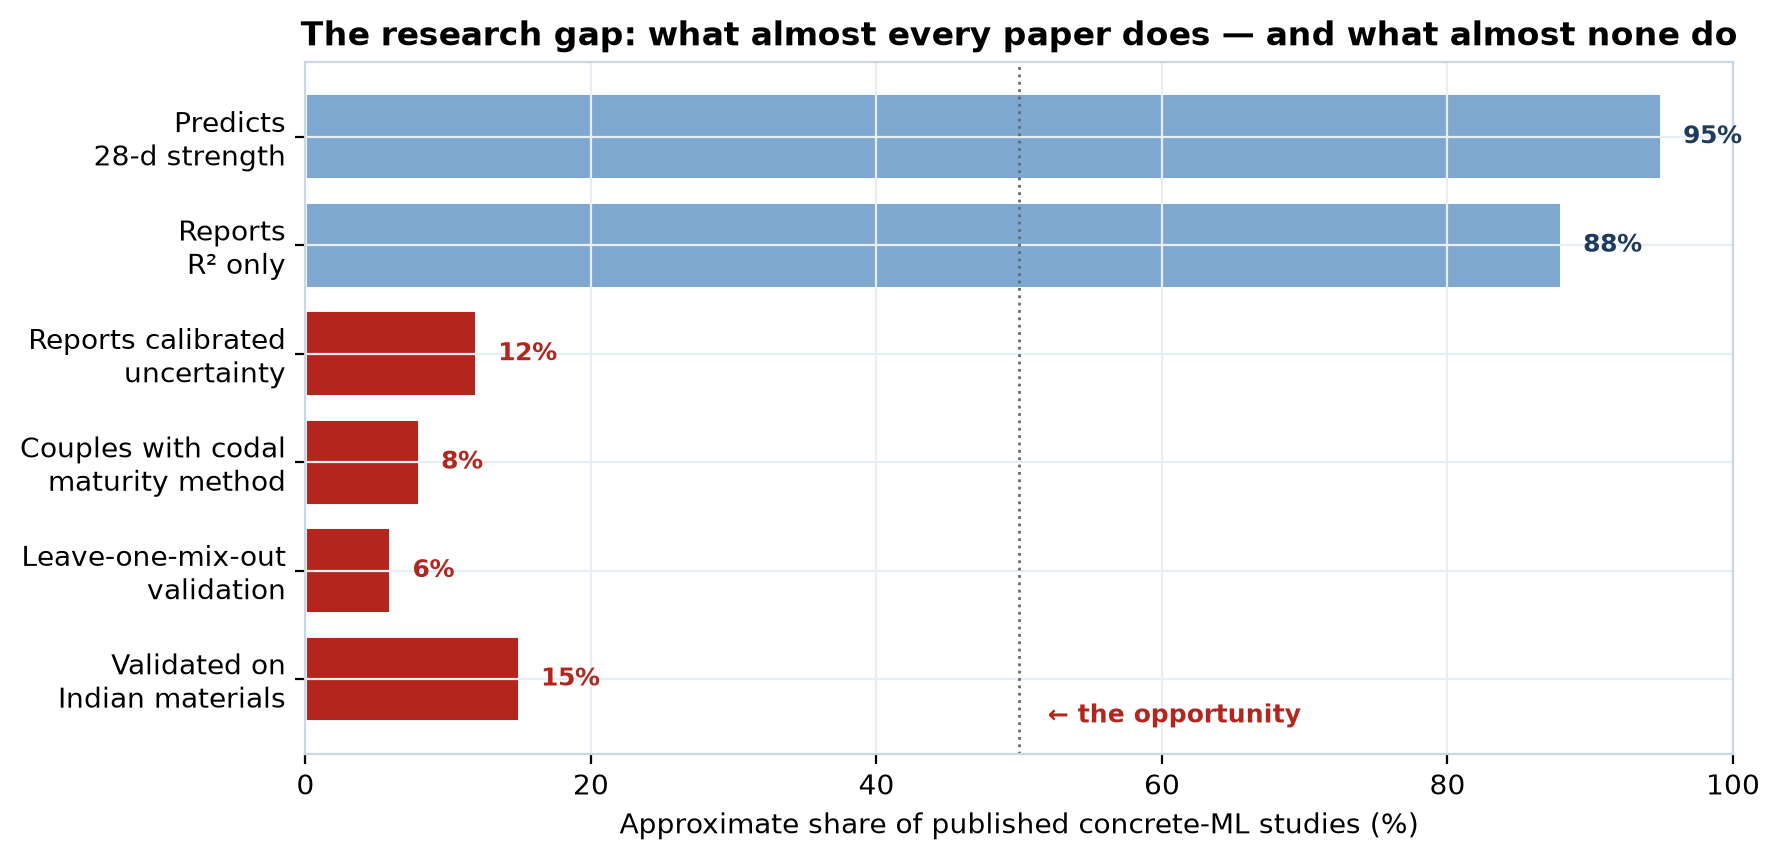 The research gap: what almost every paper does — and what almost none do
Predicts
28-d strength
95%
Reports
R² only
88%
Reports calibrated
uncertainty
12%
Couples with codal
maturity method
8%
Leave-one-mix-out
validation
6%
Validated on
Indian materials
15%
← the opportunity
0 20 40 60 80 100
Approximate share of published concrete-ML studies (%)